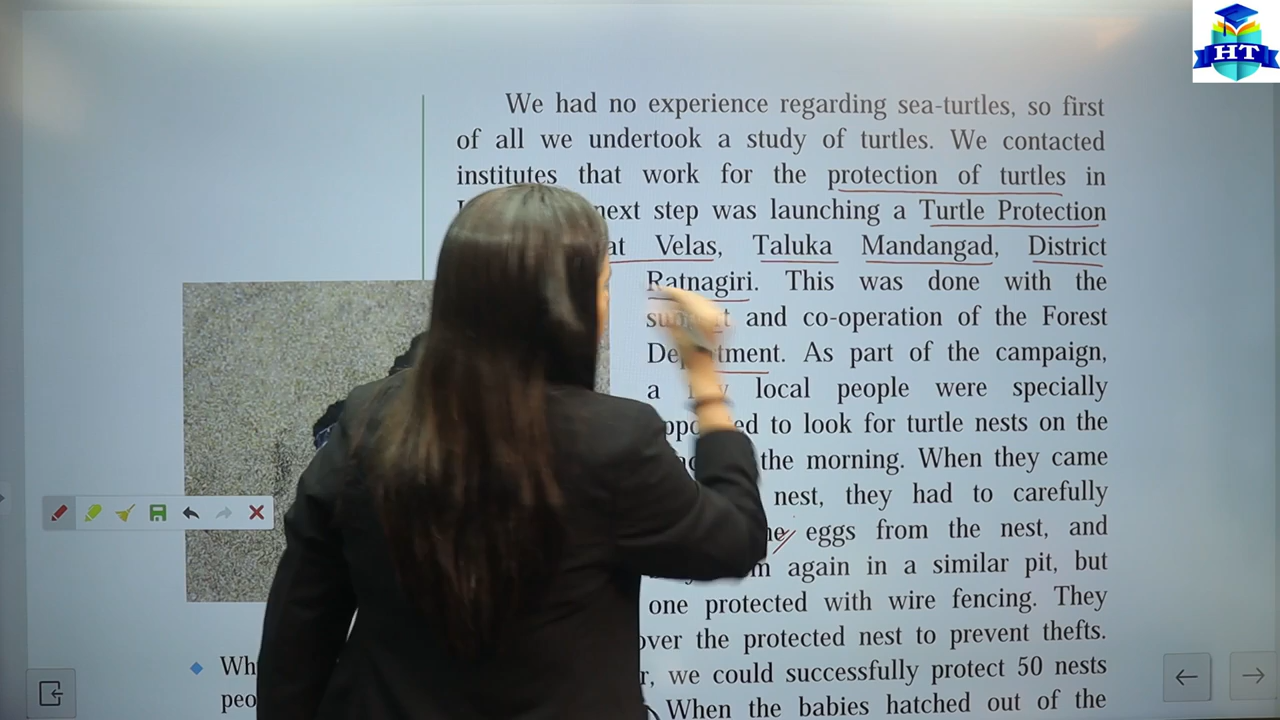 HT
We had no experience regarding sea-turtles, so first
of all we undertook a study of turtles. We contacted
institutes that work for the protection of turtles in
next step was launching a Turtle Protection
at Velas, Taluka Mandangad, District
Ratnagiri. This was done with the
and co-operation of the Forest
Department. As part of the campaign,
a local people were specially
to look for turtle nests on the
the morning. When they came
nest, they had to carefully
eggs from the nest, and
again in a similar pit, but
one protected with wire fencing. They
over the protected nest to prevent thefts.
we could successfully protect 50 nests
When the babies hatched out of the